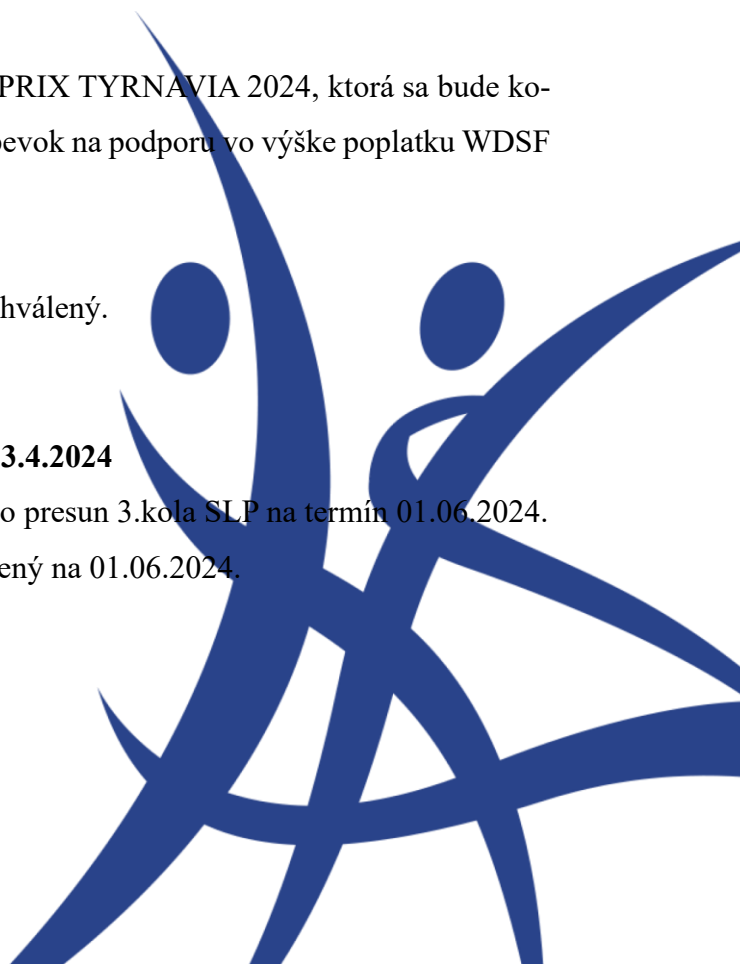 PRIX TYRNAVIA 2024, ktorá sa bude ko-
evok na podporu vo výške poplatku WDSF
hválený.
3.4.2024
o presun 3.kola SLP na termín 01.06.2024.
ený na 01.06.2024.